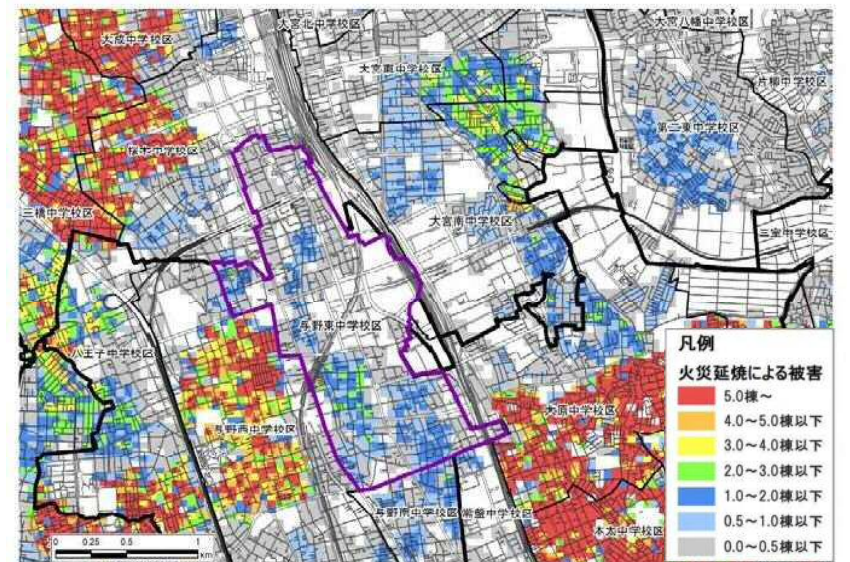 大宮北中学校区
大宮八幡中学校区
大成中学校区
大宮東中学校区
片柳中学校区
第二東中学校区
桜木中学校区
三橋中学校区
大宮南中学校区
三室中学校区
与野東中学校区
八王子中学校区
大原中学校区
与野西中学校区
与野南中学校区
常盤中学校区
本太中学校区
凡例
火災延焼による被害
5.0棟~
4.0~5.0棟以下
3.0~4.0棟以下
2.0~3.0棟以下
1.0~2.0棟以下
0.5~1.0棟以下
0.0~0.5棟以下
0 0.25 0.5 1
km